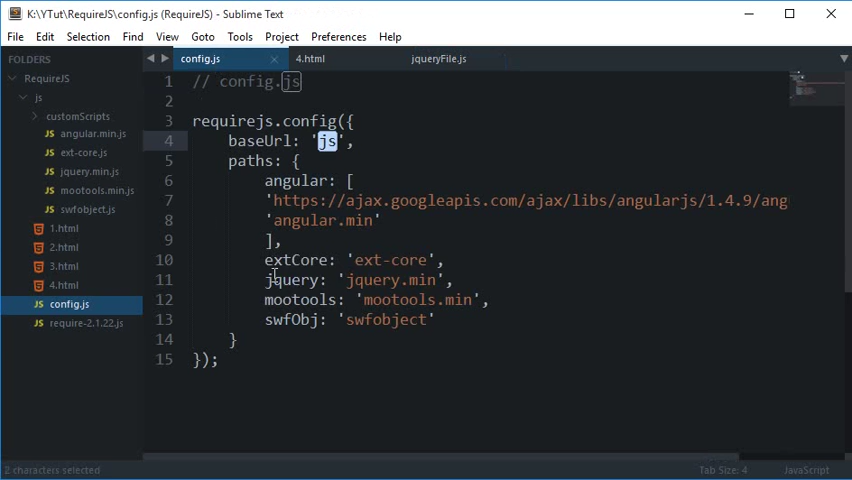 K:\YTut\RequireJS\config.js (RequireJS) - Sublime Text
File Edit Selection Find View Goto Tools Project Preferences Help
FOLDERS
RequireJS
js
customScripts
angular.min.js
ext-core.js
jquery.min.js
mootools.min.js
swfobject.js
1.html
2.html
3.html
4.html
config.js
require-2.1.22.js
config.js 4.html jqueryFile.js
1 // config.js
2
3 requirejs.config({
4 baseUrl: 'js',
5 paths: {
6 angular: [
7 'https://ajax.googleapis.com/ajax/libs/angularjs/1.4.9/ang
8 'angular.min'
9 ],
10 extCore: 'ext-core',
11 jquery: 'jquery.min',
12 mootools: 'mootools.min',
13 swfObj: 'swfobject'
14 }
15 });
2 characters selected Tab Size: 4 JavaScript